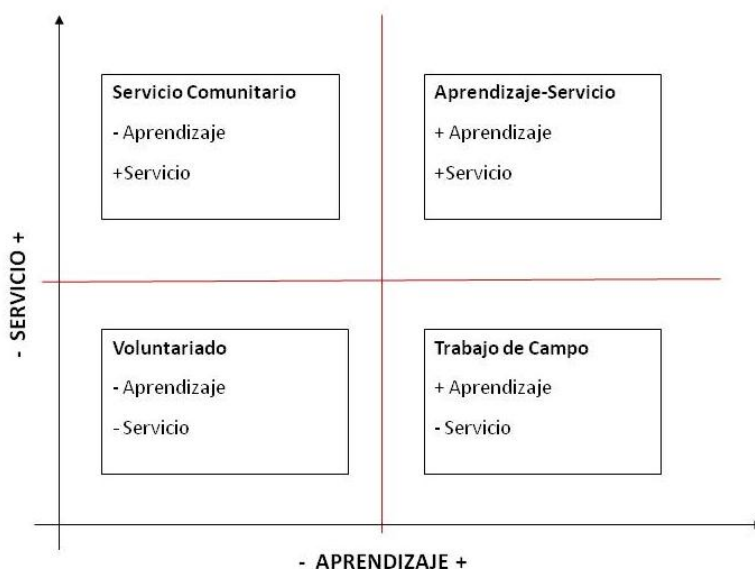 Servicio Comunitario
- Aprendizaje
+Servicio
Aprendizaje-Servicio
+ Aprendizaje
+Servicio
- SERVICIO +
Voluntariado
- Aprendizaje
- Servicio
Trabajo de Campo
+ Aprendizaje
- Servicio
- APRENDIZAJE +